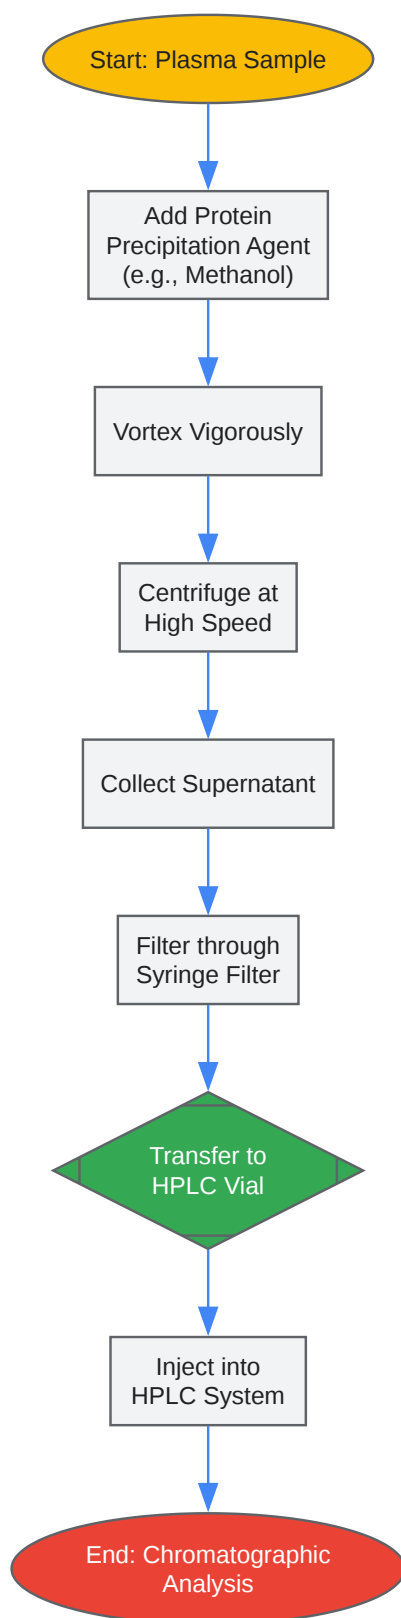 Start: Plasma Sample
Add Protein
Precipitation Agent
(e.g., Methanol)
Vortex Vigorously
Centrifuge at
High Speed
Collect Supernatant
Filter through
Syringe Filter
Transfer to
HPLC Vial
Inject into
HPLC System
End: Chromatographic
Analysis